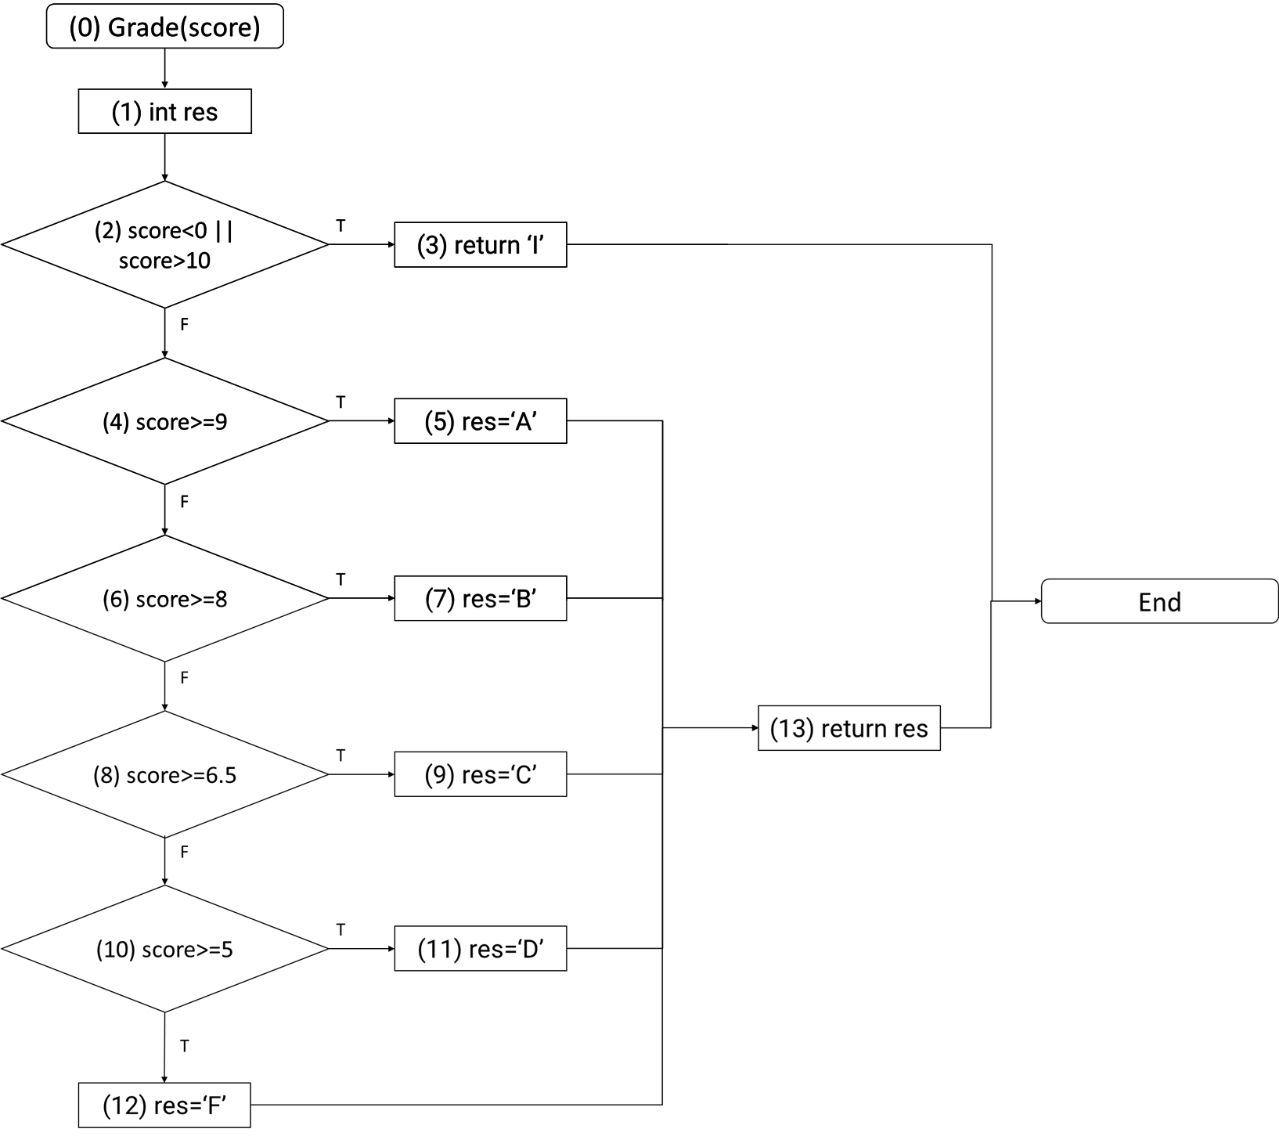 (0) Grade(score)
(1) int res
(2) score<0 ||
score>10
T
(3) return ‘I’
F
(4) score>=9
T
(5) res=‘A’
F
(6) score>=8
T
(7) res=‘B’
End
F
(13) return res
(8) score>=6.5
T
(9) res=‘C’
F
(10) score>=5
T
(11) res=‘D’
T
(12) res=‘F’